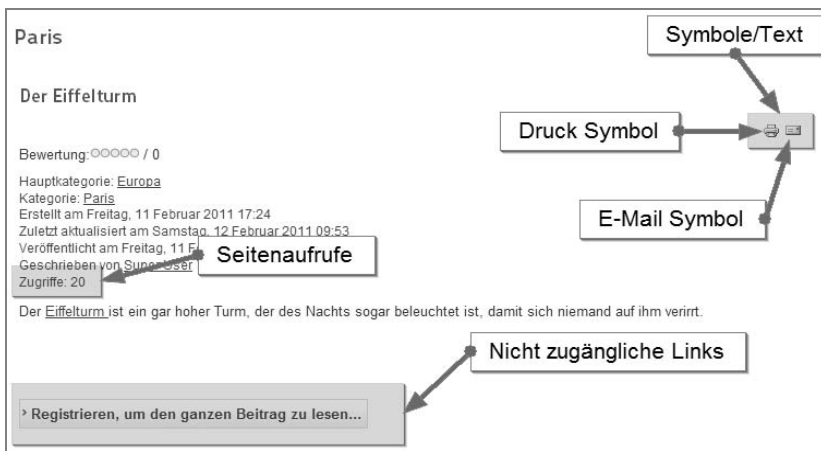 Paris
Symbole/Text
Der Eiffelturm
Druck Symbol
Bewertung: / 0
E-Mail Symbol
Hauptkategorie: Europa
Kategorie: Paris
Erstellt am Freitag, 11 Februar 2011 17:24
Zuletzt aktualisiert am Samstag, 12 Februar 2011 09:53
Veröffentlicht am Freitag, 11
Seitenaufrufe
Geschrieben von Super User
Zugriffe: 20
Der Eiffelturm ist ein gar hoher Turm, der des Nachts sogar beleuchtet ist, damit sich niemand auf ihm verirrt.
Nicht zugängliche Links
› Registrieren, um den ganzen Beitrag zu lesen...